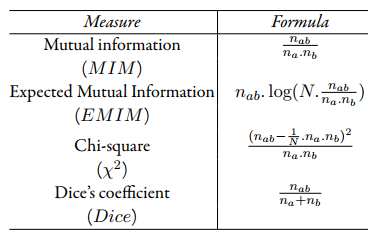 Measure Formula
Mutual information $\frac{n_{ab}}{n_a.n_b}$
(MIM)
Expected Mutual Information $n_{ab}.\log(N.\frac{n_{ab}}{n_a.n_b})$
(EMIM)
Chi-square $\frac{(n_{ab}-\frac{1}{N}.n_a.n_b)^2}{n_a.n_b}$
($\chi^2$)
Dice's coefficient $\frac{n_{ab}}{n_a+n_b}$
(Dice)